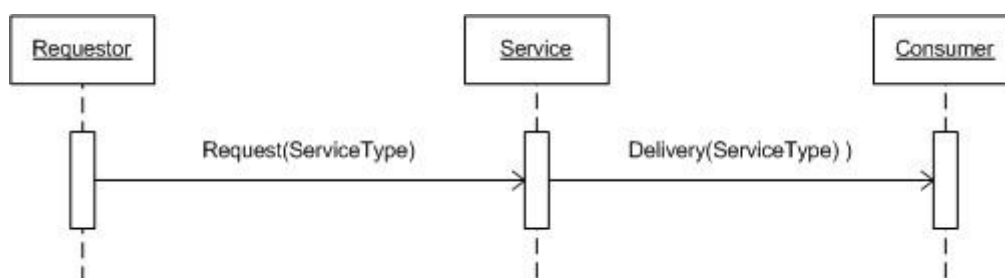 Requestor
Service
Consumer
Request(ServiceType)
Delivery(ServiceType) )